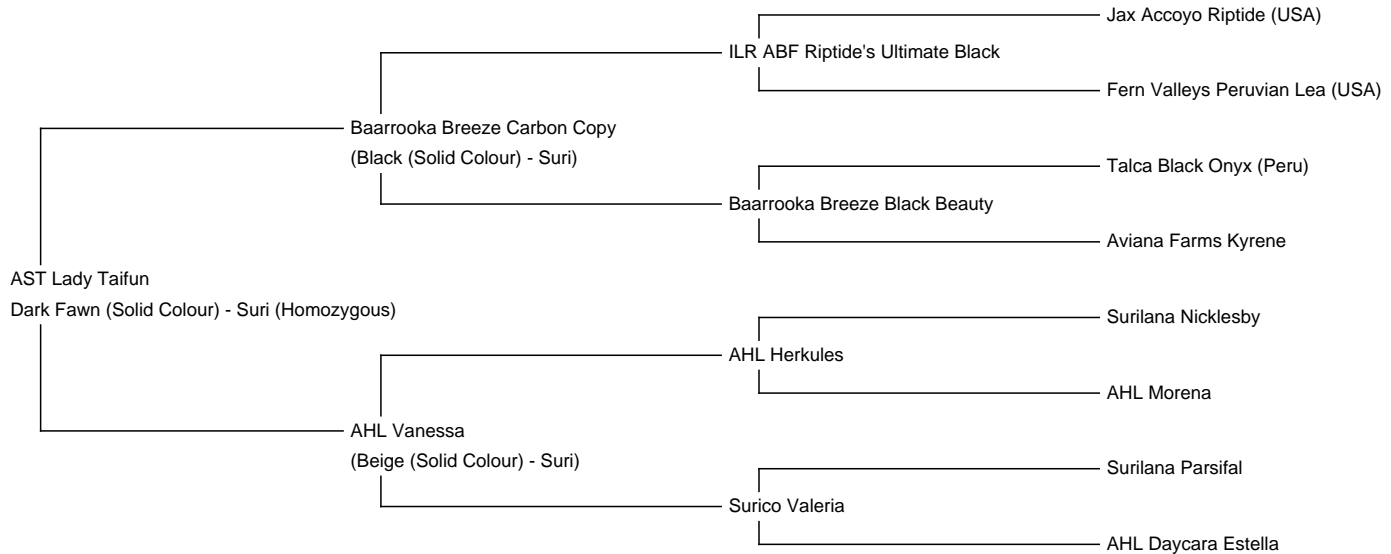 Jax Accoyo Riptide (USA)
ILR ABF Riptide's Ultimate Black
Fern Valleys Peruvian Lea (USA)
Baarrooka Breeze Carbon Copy
(Black (Solid Colour) - Suri)
Talca Black Onyx (Peru)
Baarrooka Breeze Black Beauty
Aviana Farms Kyrene
AST Lady Taifun
Dark Fawn (Solid Colour) - Suri (Homozygous)
Surilana Nicklesby
AHL Herkules
AHL Morena
AHL Vanessa
(Beige (Solid Colour) - Suri)
Surilana Parsifal
Surico Valeria
AHL Daycara Estella